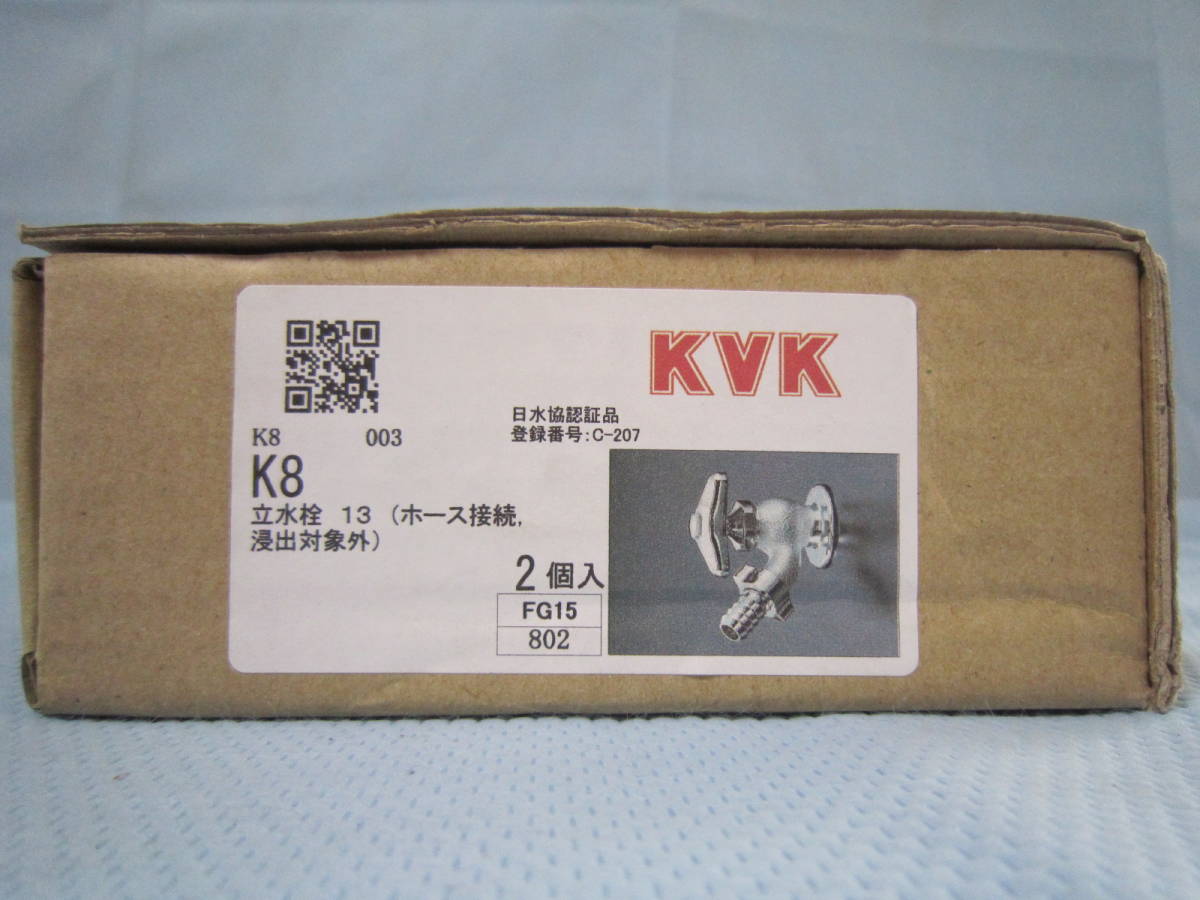 KVK
日水協認証品
登録番号:C-207
K8 003
K8
立水栓 13 (ホース接続,
浸出対象外)
2個入
FG15
802